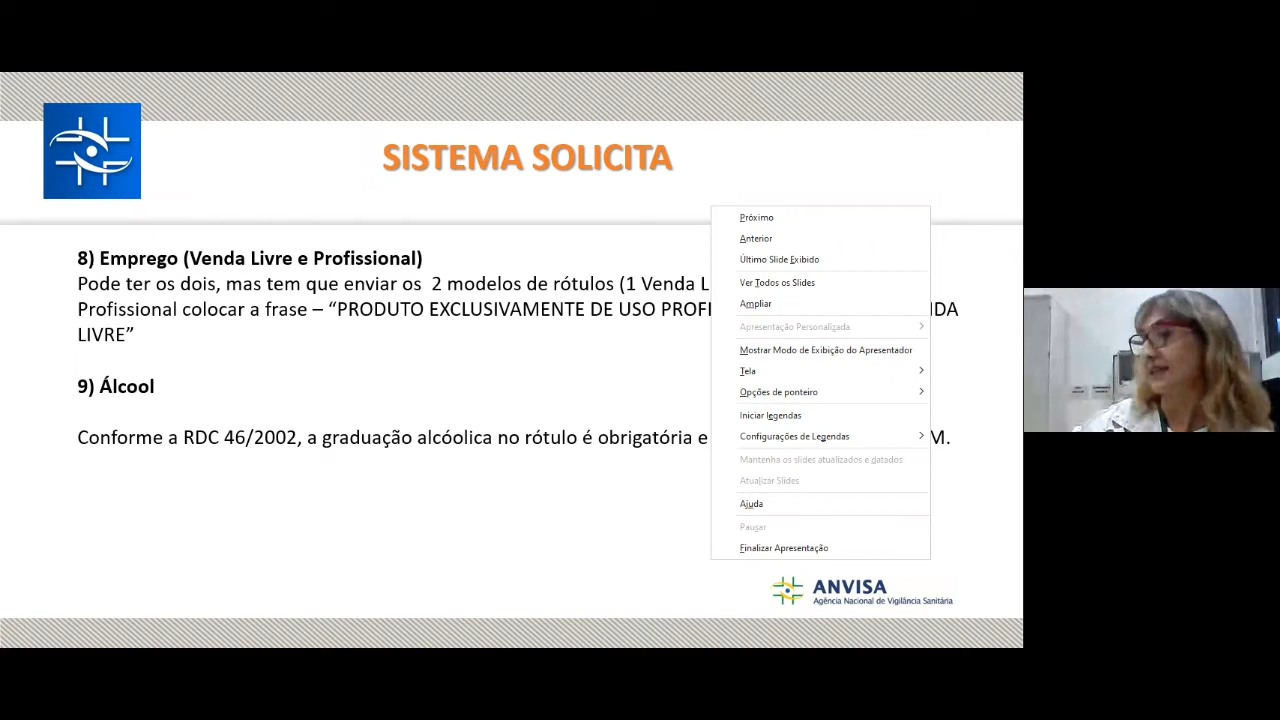 SISTEMA SOLICITA
8) Emprego (Venda Livre e Profissional)
Pode ter os dois, mas tem que enviar os 2 modelos de rótulos (1 Venda L
Profissional colocar a frase – “PRODUTO EXCLUSIVAMENTE DE USO PROFI NDA
LIVRE”
9) Álcool
Conforme a RDC 46/2002, a graduação alcóolica no rótulo é obrigatória e M.
Próximo
Anterior
Último Slide Exibido
Ver Todos os Slides
Ampliar
Apresentação Personalizada
Mostrar Modo de Exibição do Apresentador
Tela
Opções de ponteiro
Iniciar legendas
Configurações de Legendas
Mantenha os slides atualizados e datados
Atualizar Slides
Ajuda
Pausar
Finalizar Apresentação
ANVISA
Agência Nacional de Vigilância Sanitária